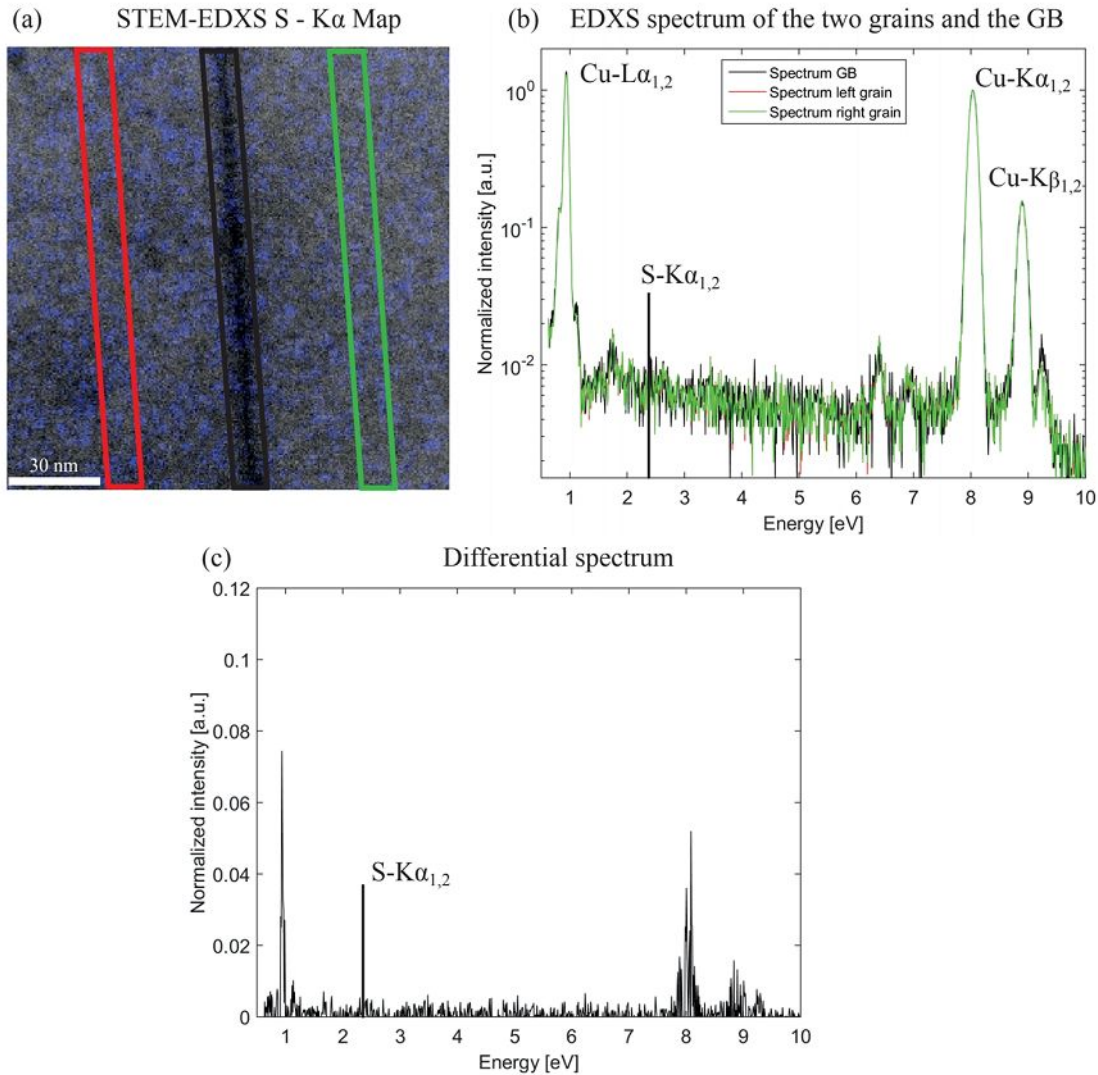 (a) STEM-EDXS S - Kα Map
30 nm
(b) EDXS spectrum of the two grains and the GB
Cu-Lα1,2
Spectrum GB
Spectrum left grain
Spectrum right grain
Cu-Kα1,2
Cu-Kβ1,2
S-Kα1,2
Normalized intensity [a.u.]
10^0
10^-1
10^-2
1 2 3 4 5 6 7 8 9 10
Energy [eV]
(c) Differential spectrum
Normalized intensity [a.u.]
0.12
0.1
0.08
0.06
0.04
0.02
0
S-Kα1,2
1 2 3 4 5 6 7 8 9 10
Energy [eV]